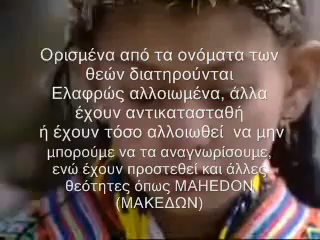 Ορισμένα από τα ονόματα των
θεών διατηρούνται
Ελαφρώς αλλοιωμένα, άλλα
έχουν αντικατασταθή
ή έχουν τόσο αλλοιωθεί να μην
μπορούμε να τα αναγνωρίσουμε,
ενώ έχουν προστεθεί και άλλες
θεότητες όπως MAHEDON
(ΜΑΚΕΔΩΝ)